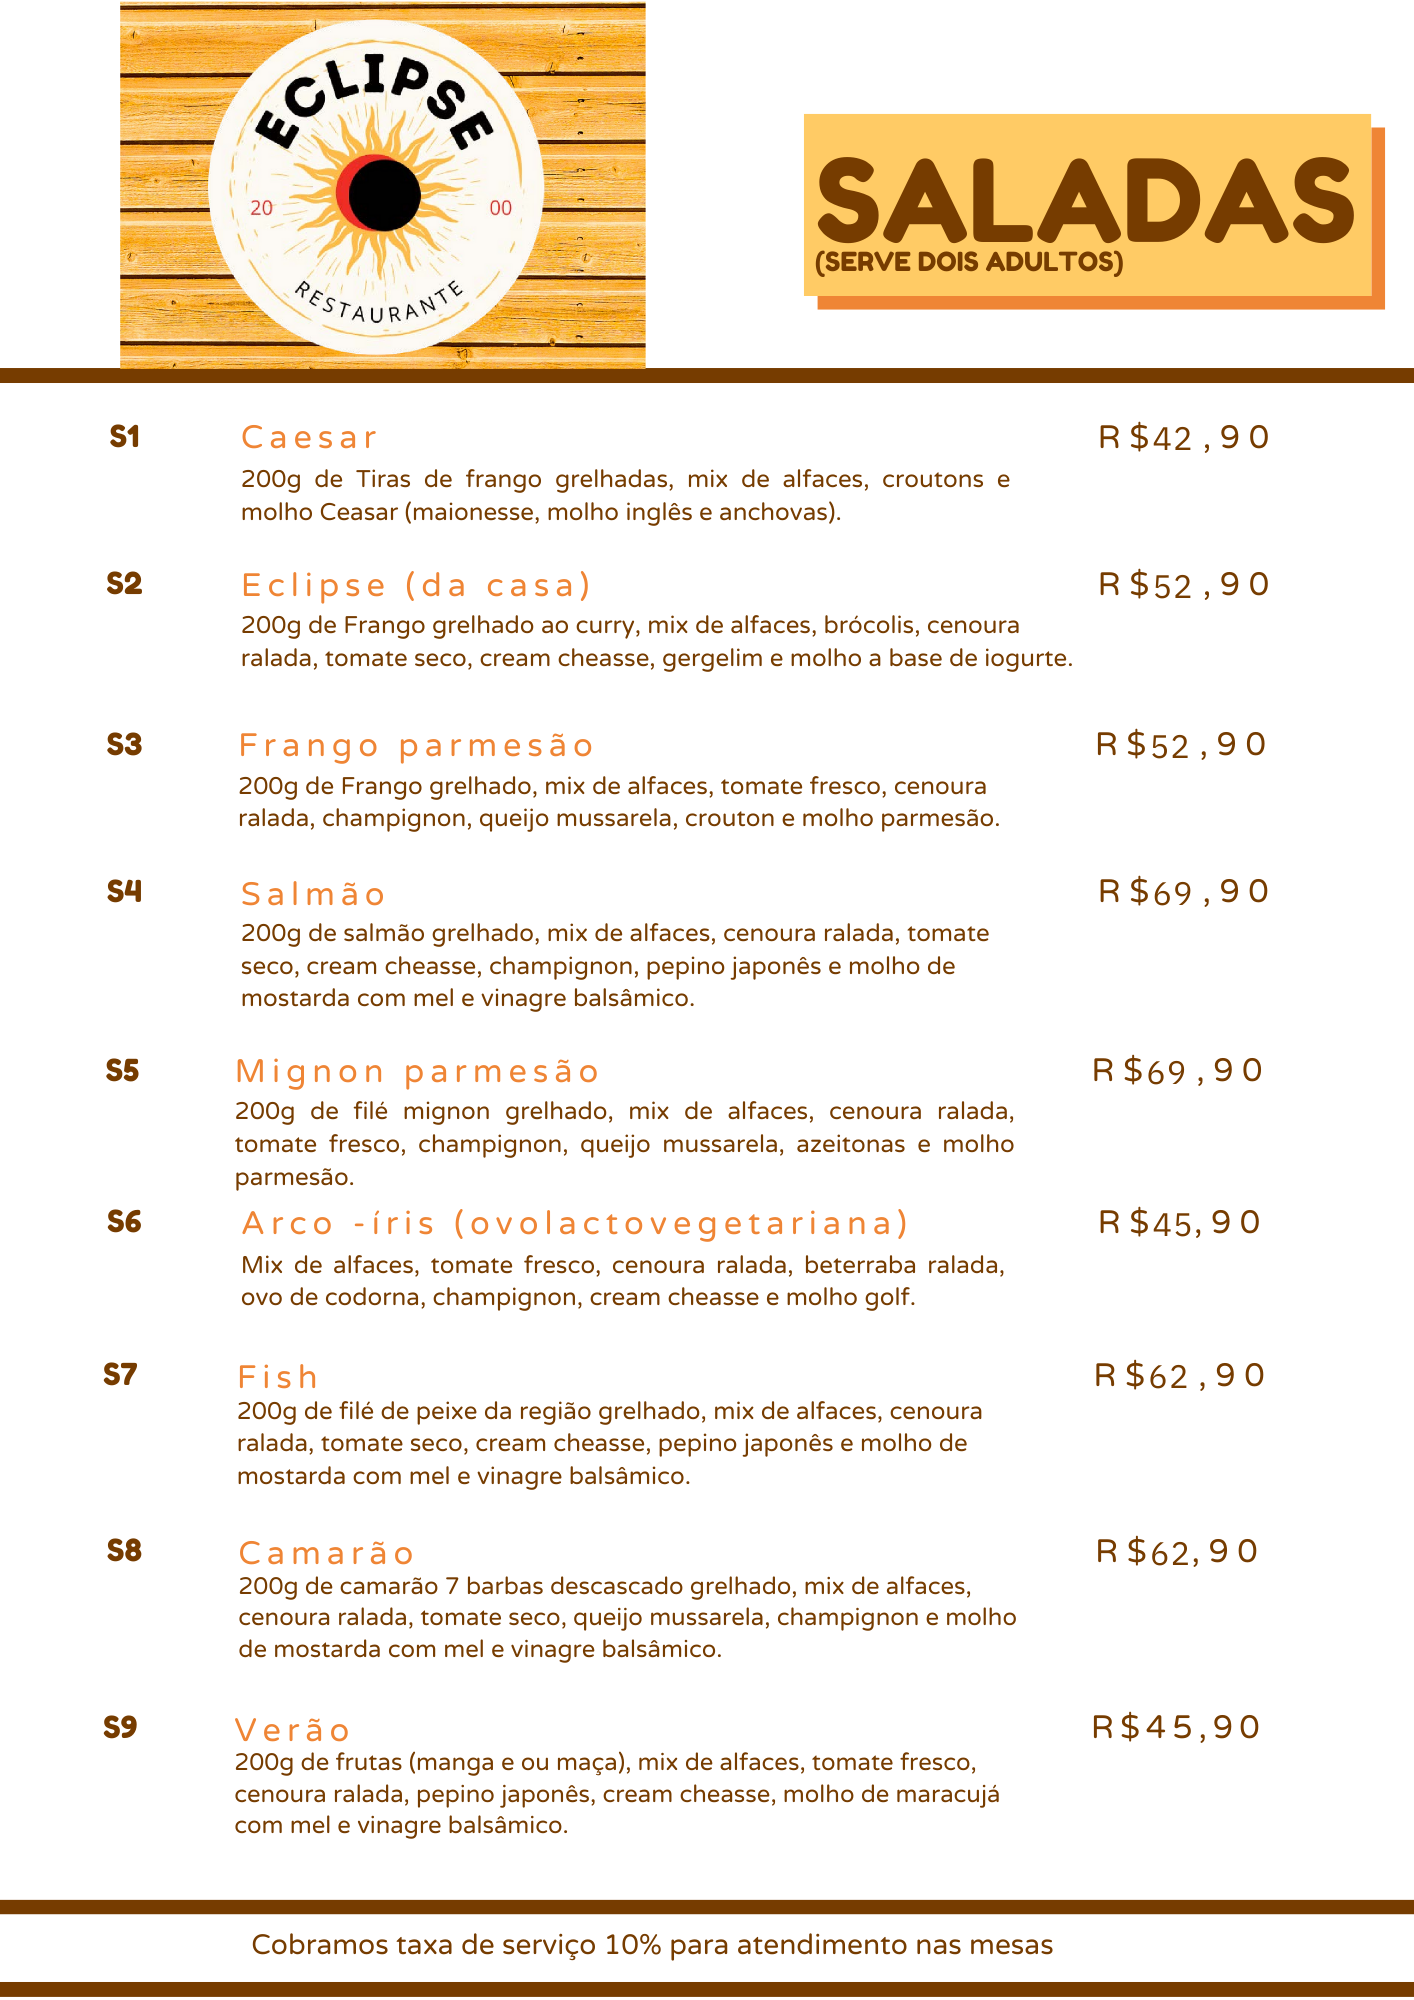 ECLIPSE
20 00
RESTAURANTE
SALADAS
(SERVE DOIS ADULTOS)
S1 Caesar R$42,90
200g de Tiras de frango grelhadas, mix de alfaces, croutons e
molho Ceasar (maionesse, molho inglês e anchovas).
S2 Eclipse (da casa) R$52,90
200g de Frango grelhado ao curry, mix de alfaces, brócolis, cenoura
ralada, tomate seco, cream cheasse, gergelim e molho a base de iogurte.
S3 Frango parmesão R$52,90
200g de Frango grelhado, mix de alfaces, tomate fresco, cenoura
ralada, champignon, queijo mussarela, crouton e molho parmesão.
S4 Salmão R$69,90
200g de salmão grelhado, mix de alfaces, cenoura ralada, tomate
seco, cream cheasse, champignon, pepino japonês e molho de
mostarda com mel e vinagre balsâmico.
S5 Mignon parmesão R$69,90
200g de filé mignon grelhado, mix de alfaces, cenoura ralada,
tomate fresco, champignon, queijo mussarela, azeitonas e molho
parmesão.
S6 Arco -íris (ovolactovegetariana) R$45,90
Mix de alfaces, tomate fresco, cenoura ralada, beterraba ralada,
ovo de codorna, champignon, cream cheasse e molho golf.
S7 Fish R$62,90
200g de filé de peixe da região grelhado, mix de alfaces, cenoura
ralada, tomate seco, cream cheasse, pepino japonês e molho de
mostarda com mel e vinagre balsâmico.
S8 Camarão R$62,90
200g de camarão 7 barbas descascado grelhado, mix de alfaces,
cenoura ralada, tomate seco, queijo mussarela, champignon e molho
de mostarda com mel e vinagre balsâmico.
S9 Verão R$45,90
200g de frutas (manga e ou maça), mix de alfaces, tomate fresco,
cenoura ralada, pepino japonês, cream cheasse, molho de maracujá
com mel e vinagre balsâmico.
Cobramos taxa de serviço 10% para atendimento nas mesas